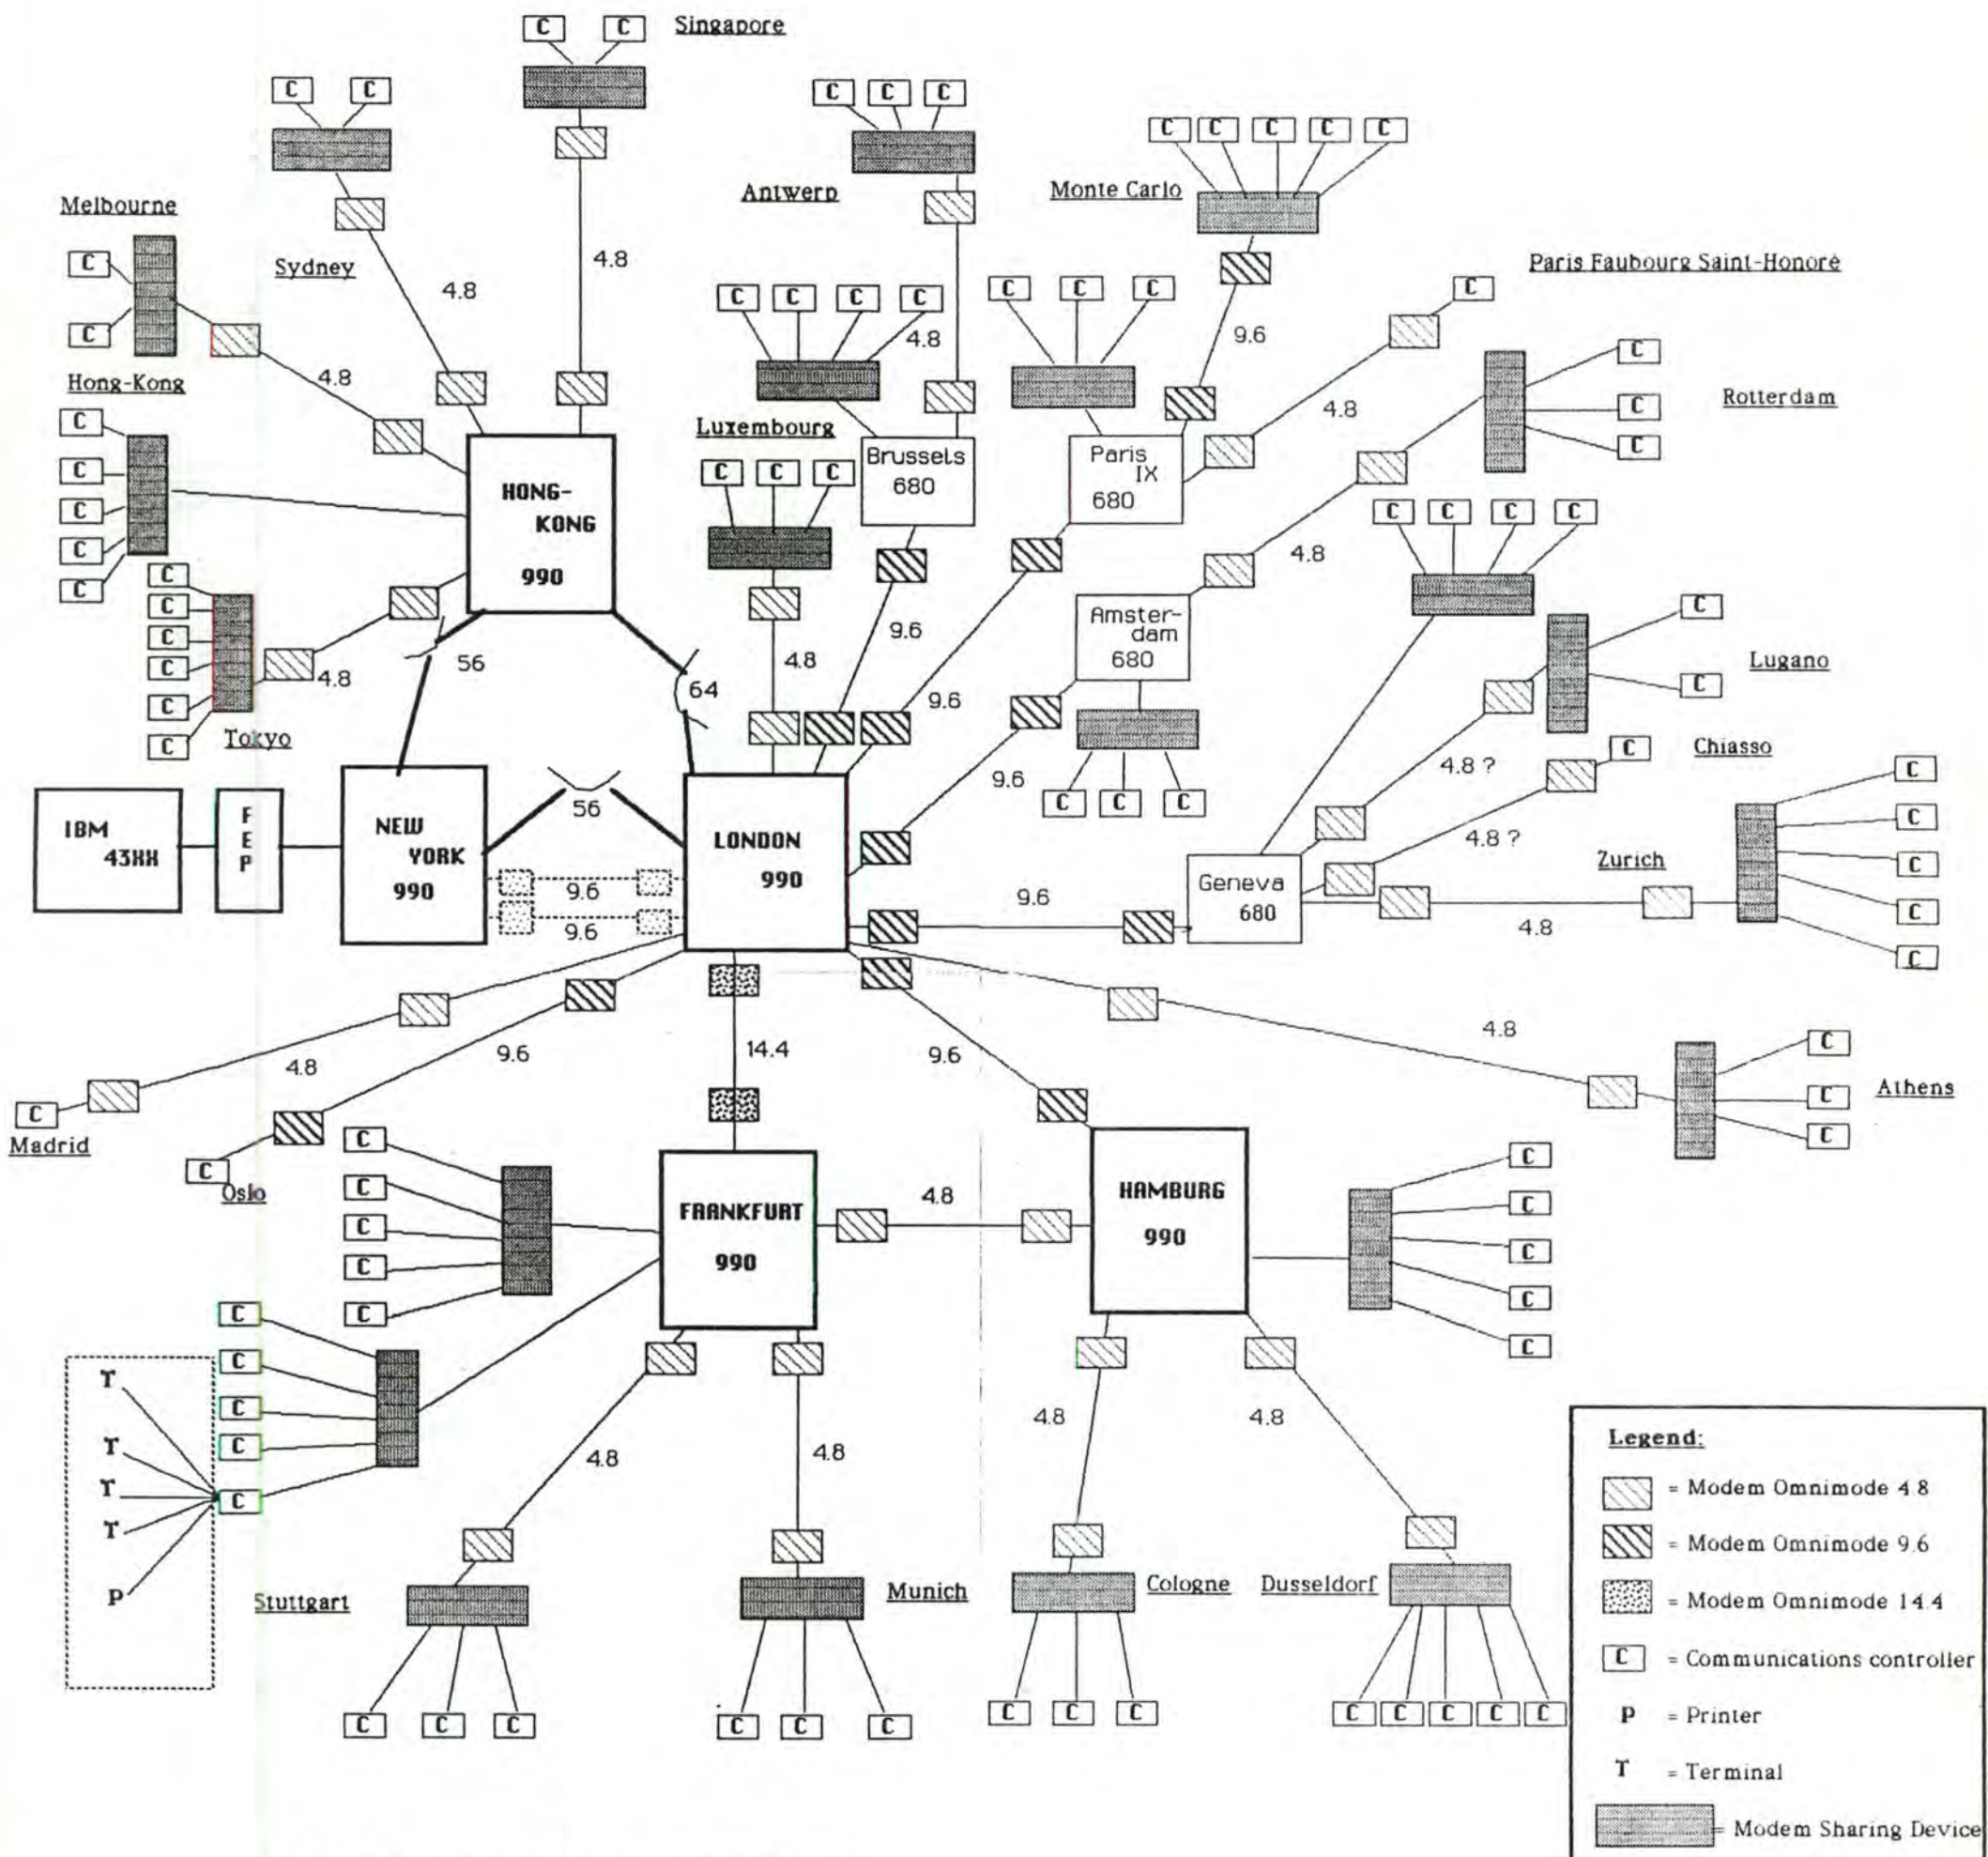 C C Singapore
C C
C C C
C C C C C
Antwerp
Monte Carlo
Melbourne
C
C
Sydney
4.8
4.8
4.8
Paris Faubourg Saint-Honoré
C
C C C C
4.8
C C C
9.6
4.8
C
C
C
Rotterdam
Hong-Kong
C
C
C
C
C
HONG-
KONG
990
Luxembourg
C C C
Brussels
680
Paris
IX
680
4.8
C C C C
C
C
C
C
C
C
4.8
Tokyo
56
64
4.8
9.6
9.6
Amster-
dam
680
C C C
9.6
C
C
Lugano
4.8 ?
C
Chiasso
4.8 ?
IBM
43XX
F
E
P
NEW
YORK
990
56
9.6
9.6
LONDON
990
9.6
Geneva
680
Zurich
4.8
C
C
C
C
C
4.8
C
Madrid
9.6
C
Oslo
14.4
9.6
4.8
C
C
C
Athens
C
C
C
C
C
FRANKFURT
990
4.8
HAMBURG
990
C
C
C
C
C
C
C
C
C
C
T
T
T
T
P
4.8
Stuttgart
C C C
4.8
Munich
C C C
4.8
Cologne
C C C
4.8
Dusseldorf
C C C C C
Legend:
= Modem Omnimode 4.8
= Modem Omnimode 9.6
= Modem Omnimode 14.4
C = Communications controller
P = Printer
T = Terminal
= Modem Sharing Device